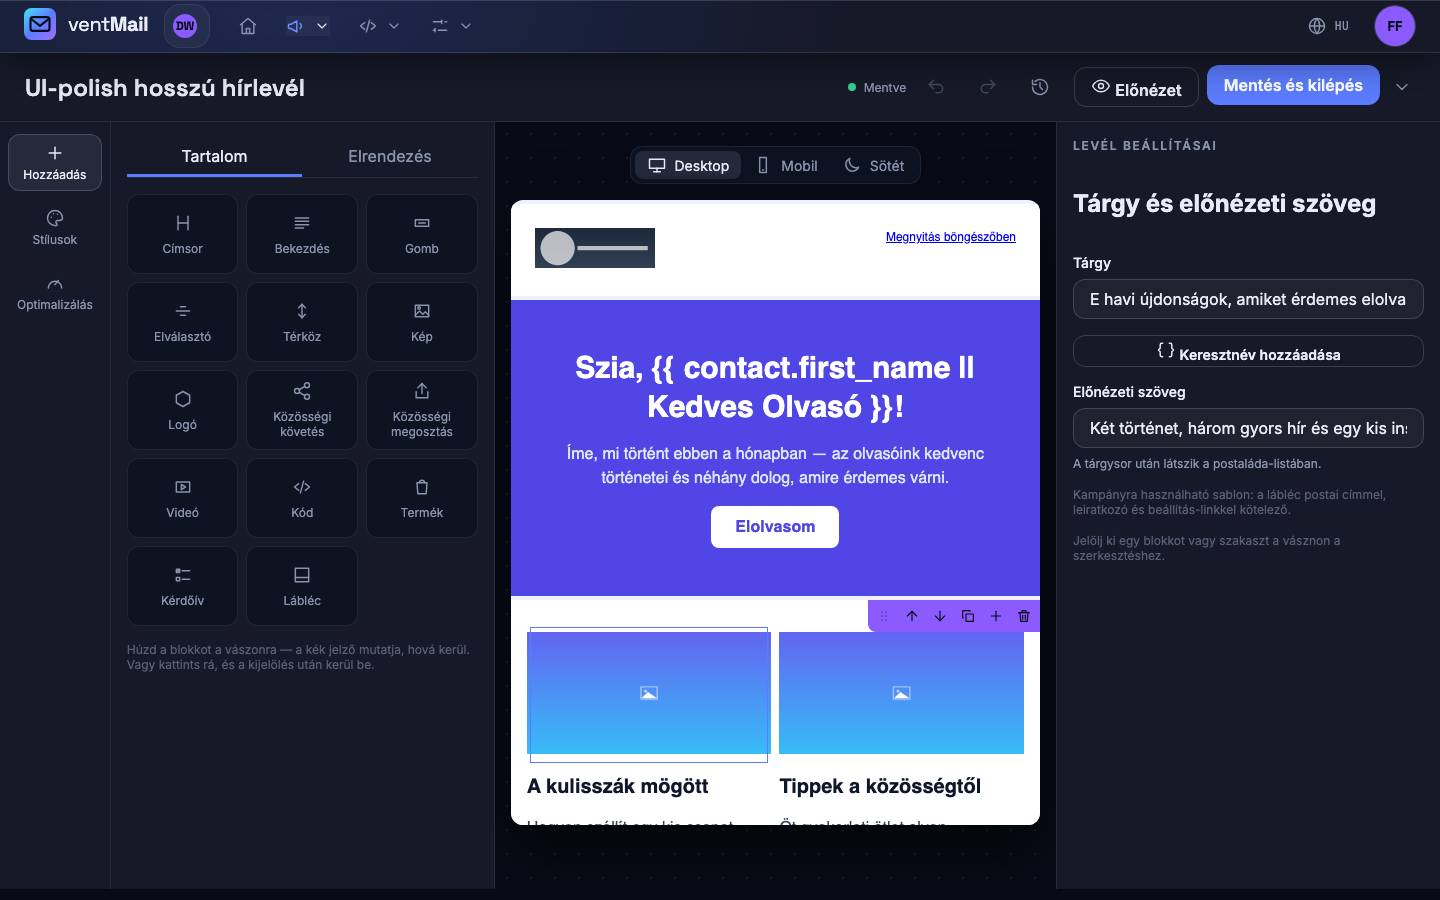 ventMail
DW
HU
FF
UI-polish hosszú hírlevél
Mentve
Előnézet
Mentés és kilépés
Hozzáadás
Stílusok
Optimalizálás
Tartalom
Elrendezés
Címsor
Bekezdés
Gomb
Elválasztó
Térköz
Kép
Logó
Közösségi követés
Közösségi megosztás
Videó
Kód
Termék
Kérdőív
Lábléc
Húzd a blokkot a vászonra — a kék jelző mutatja, hová kerül.
Vagy kattints rá, és a kijelölés után kerül be.
Desktop
Mobil
Sötét
Megnyitás böngészőben
Szia, {{ contact.first_name ||
Kedves Olvasó }}!
Íme, mi történt ebben a hónapban — az olvasóink kedvenc
történetei és néhány dolog, amire érdemes várni.
Elolvasom
A kulisszák mögött
Tippek a közösségtől
LEVÉL BEÁLLÍTÁSAI
Tárgy és előnézeti szöveg
Tárgy
E havi újdonságok, amiket érdemes elolva
{ } Keresztnév hozzáadása
Előnézeti szöveg
Két történet, három gyors hír és egy kis
A tárgysor után látszik a postaláda-listában.
Kampányra használható sablon: a lábléc postai címmel,
leiratkozó és beállítás-linkkel kötelező.
Jelölj ki egy blokkot vagy szakaszt a vásznon a
szerkesztéshez.